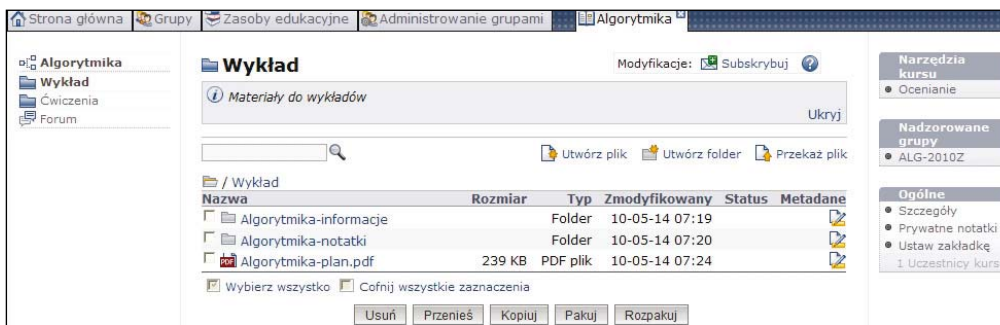 Strona główna Grupy Zasoby edukacyjne Administrowanie grupami Algorytmika
Algorytmika
Wykład
Ćwiczenia
Forum
Wykład
Modyfikacje: Subskrybuj
Materiały do wykładów
Ukryj
Utwórz plik Utwórz folder Przekaż plik
/ Wykład
Nazwa Rozmiar Typ Zmodyfikowany Status Metadane
Algorytmika-informacje Folder 10-05-14 07:19
Algorytmika-notatki Folder 10-05-14 07:20
PDF Algorytmika-plan.pdf 239 KB PDF plik 10-05-14 07:24
Wybierz wszystko Cofnij wszystkie zaznaczenia
Usuń Przenieś Kopiuj Pakuj Rozpakuj
Narzędzia
kursu
Ocenianie
Nadzorowane
grupy
ALG-2010Z
Ogólne
Szczegóły
Prywatne notatki
Ustaw zakładkę
1 Uczestnicy kurs